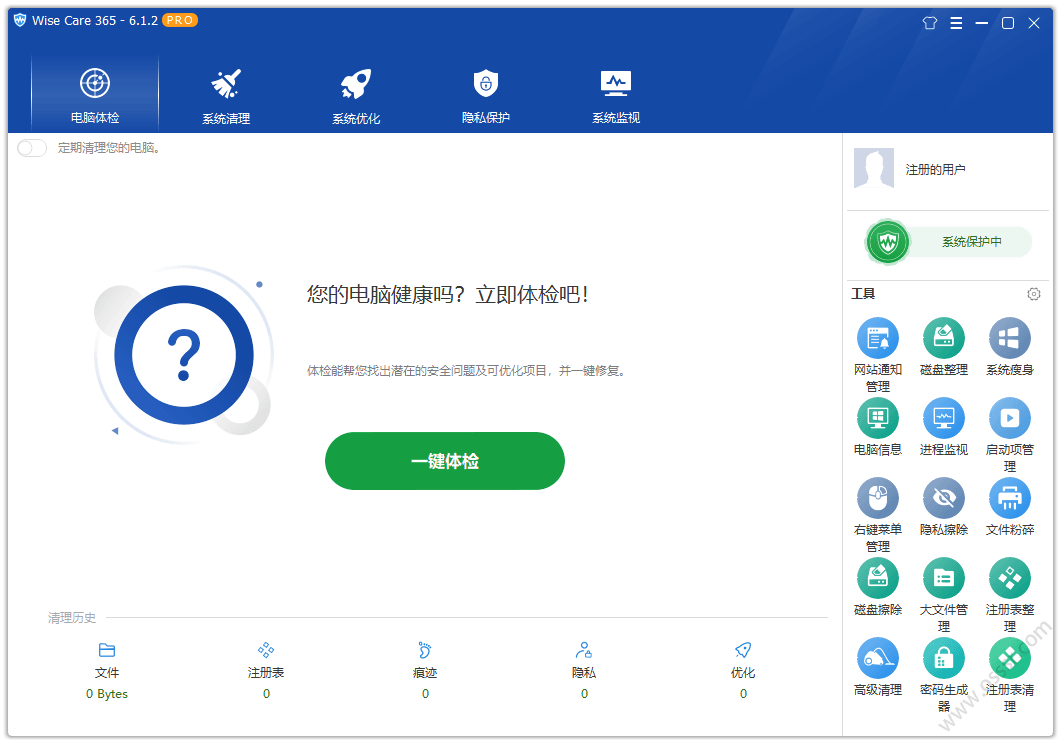 Wise Care 365 - 6.1.2 PRO
电脑体检
系统清理
系统优化
隐私保护
系统监视
定期清理您的电脑。
注册的用户
系统保护中
您的电脑健康吗？立即体检吧！
体检能帮您找出潜在的安全问题及可优化项目，并一键修复。
一键体检
工具
网站通知
管理
磁盘整理
系统瘦身
电脑信息
进程监视
启动项管
理
右键菜单
管理
隐私擦除
文件粉碎
磁盘擦除
大文件管
理
注册表整
理
高级清理
密码生成
器
注册表清
理
清理历史
文件
0 Bytes
注册表
0
痕迹
0
隐私
0
优化
0